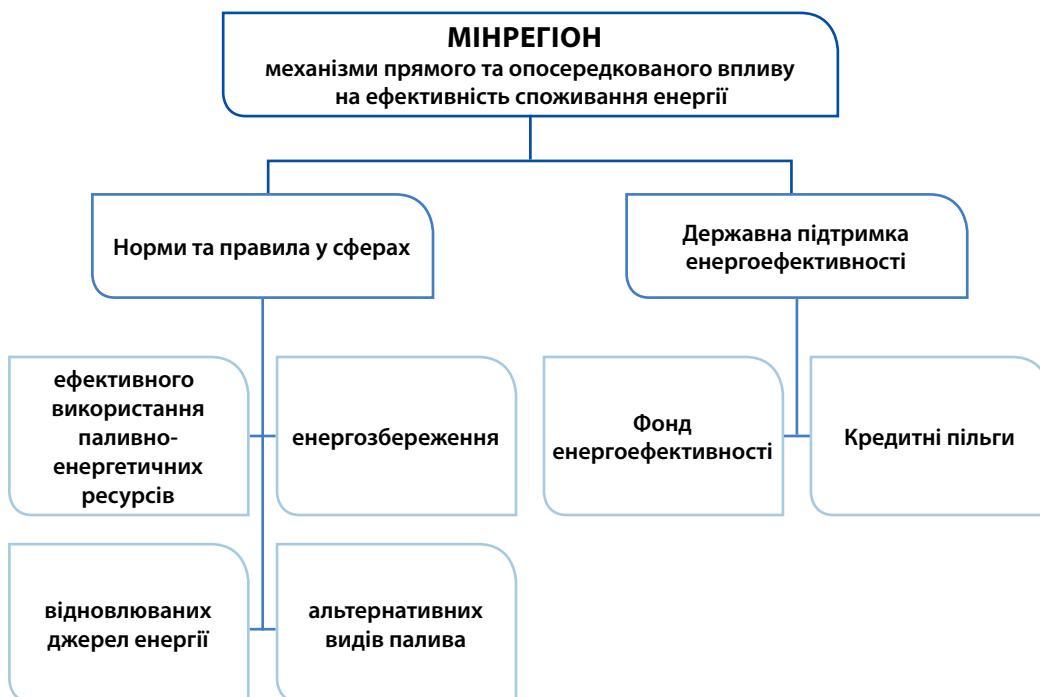 МІНРЕГІОН
механізми прямого та опосередкованого впливу
на ефективність споживання енергії
Норми та правила у сферах
Державна підтримка
енергоефективності
ефективного
використання
паливно-
енергетичних
ресурсів
енергозбереження
Фонд
енергоефективності
Кредитні пільги
відновлюваних
джерел енергії
альтернативних
видів палива